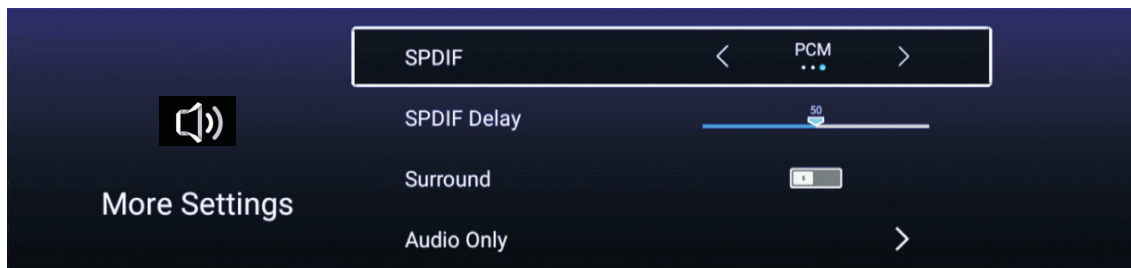 SPDIF
PCM
SPDIF Delay
50
Surround
More Settings
Audio Only